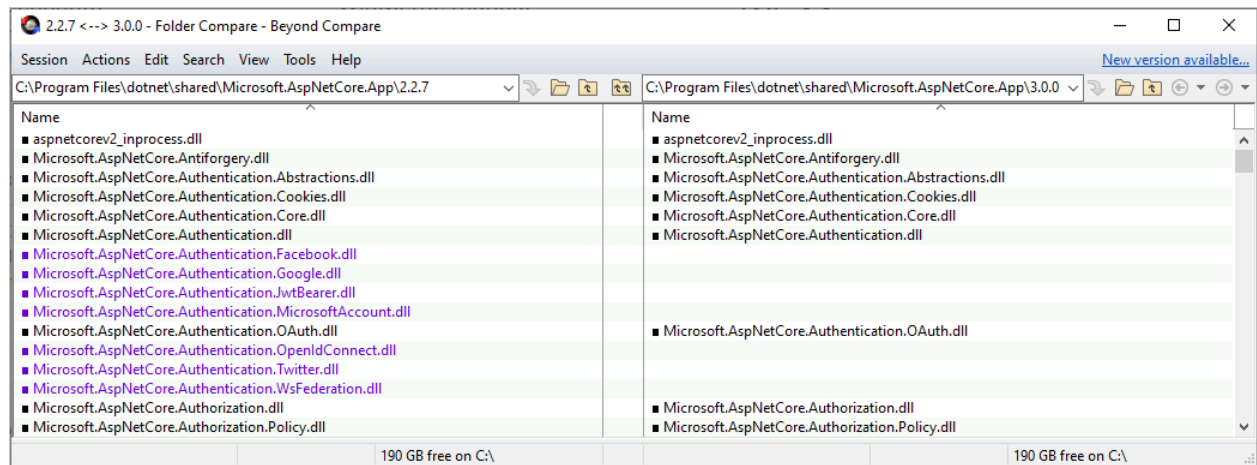 2.2.7 <--> 3.0.0 - Folder Compare - Beyond Compare
Session Actions Edit Search View Tools Help
New version available...
C:\Program Files\dotnet\shared\Microsoft.AspNetCore.App\2.2.7
C:\Program Files\dotnet\shared\Microsoft.AspNetCore.App\3.0.0
Name
Name
aspnetcorev2_inprocess.dll
aspnetcorev2_inprocess.dll
Microsoft.AspNetCore.Antiforgery.dll
Microsoft.AspNetCore.Antiforgery.dll
Microsoft.AspNetCore.Authentication.Abstractions.dll
Microsoft.AspNetCore.Authentication.Abstractions.dll
Microsoft.AspNetCore.Authentication.Cookies.dll
Microsoft.AspNetCore.Authentication.Cookies.dll
Microsoft.AspNetCore.Authentication.Core.dll
Microsoft.AspNetCore.Authentication.Core.dll
Microsoft.AspNetCore.Authentication.dll
Microsoft.AspNetCore.Authentication.dll
Microsoft.AspNetCore.Authentication.Facebook.dll
Microsoft.AspNetCore.Authentication.Google.dll
Microsoft.AspNetCore.Authentication.JwtBearer.dll
Microsoft.AspNetCore.Authentication.MicrosoftAccount.dll
Microsoft.AspNetCore.Authentication.OAuth.dll
Microsoft.AspNetCore.Authentication.OAuth.dll
Microsoft.AspNetCore.Authentication.OpenIdConnect.dll
Microsoft.AspNetCore.Authentication.Twitter.dll
Microsoft.AspNetCore.Authentication.WsFederation.dll
Microsoft.AspNetCore.Authorization.dll
Microsoft.AspNetCore.Authorization.dll
Microsoft.AspNetCore.Authorization.Policy.dll
Microsoft.AspNetCore.Authorization.Policy.dll
190 GB free on C:\
190 GB free on C:\